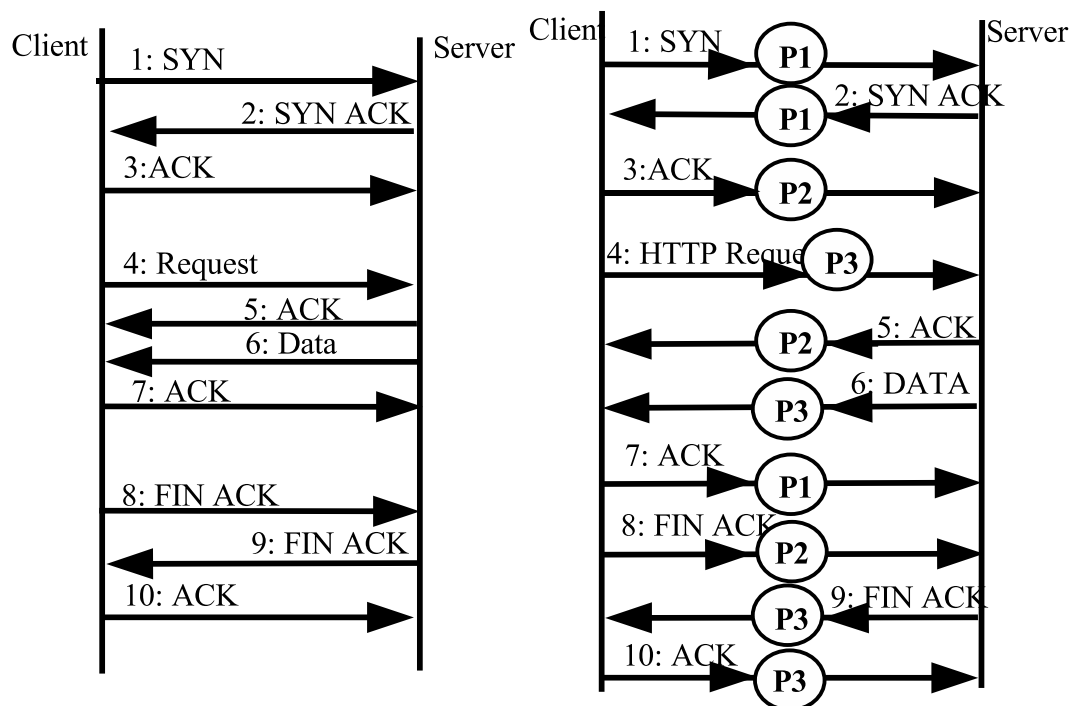 Client
Server
1: SYN
2: SYN ACK
3:ACK
4: Request
5: ACK
6: Data
7: ACK
8: FIN ACK
9: FIN ACK
10: ACK
Client
Server
1: SYN
P1
2: SYN ACK
P1
3:ACK
P2
4: HTTP Reque
P3
5: ACK
P2
6: DATA
P3
7: ACK
P1
8: FIN ACK
P2
9: FIN ACK
P3
10: ACK
P3